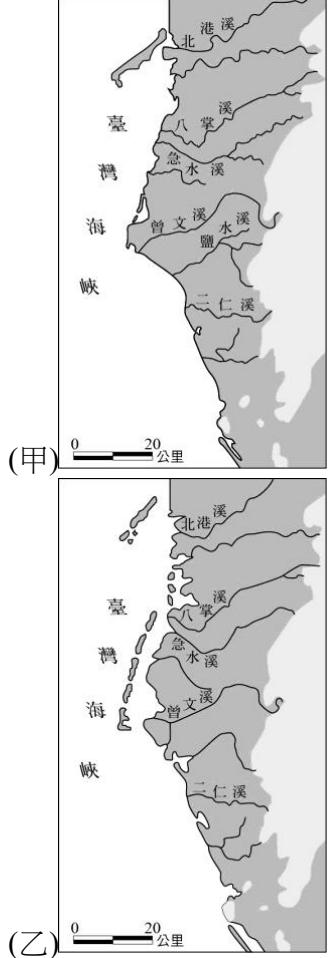 北港溪
八掌溪
急水溪
曾文溪
鹽水溪
二仁溪
臺灣海峽
0 20 公里
(甲)
北港溪
八掌溪
急水溪
曾文溪
二仁溪
臺灣海峽
0 20 公里
(乙)